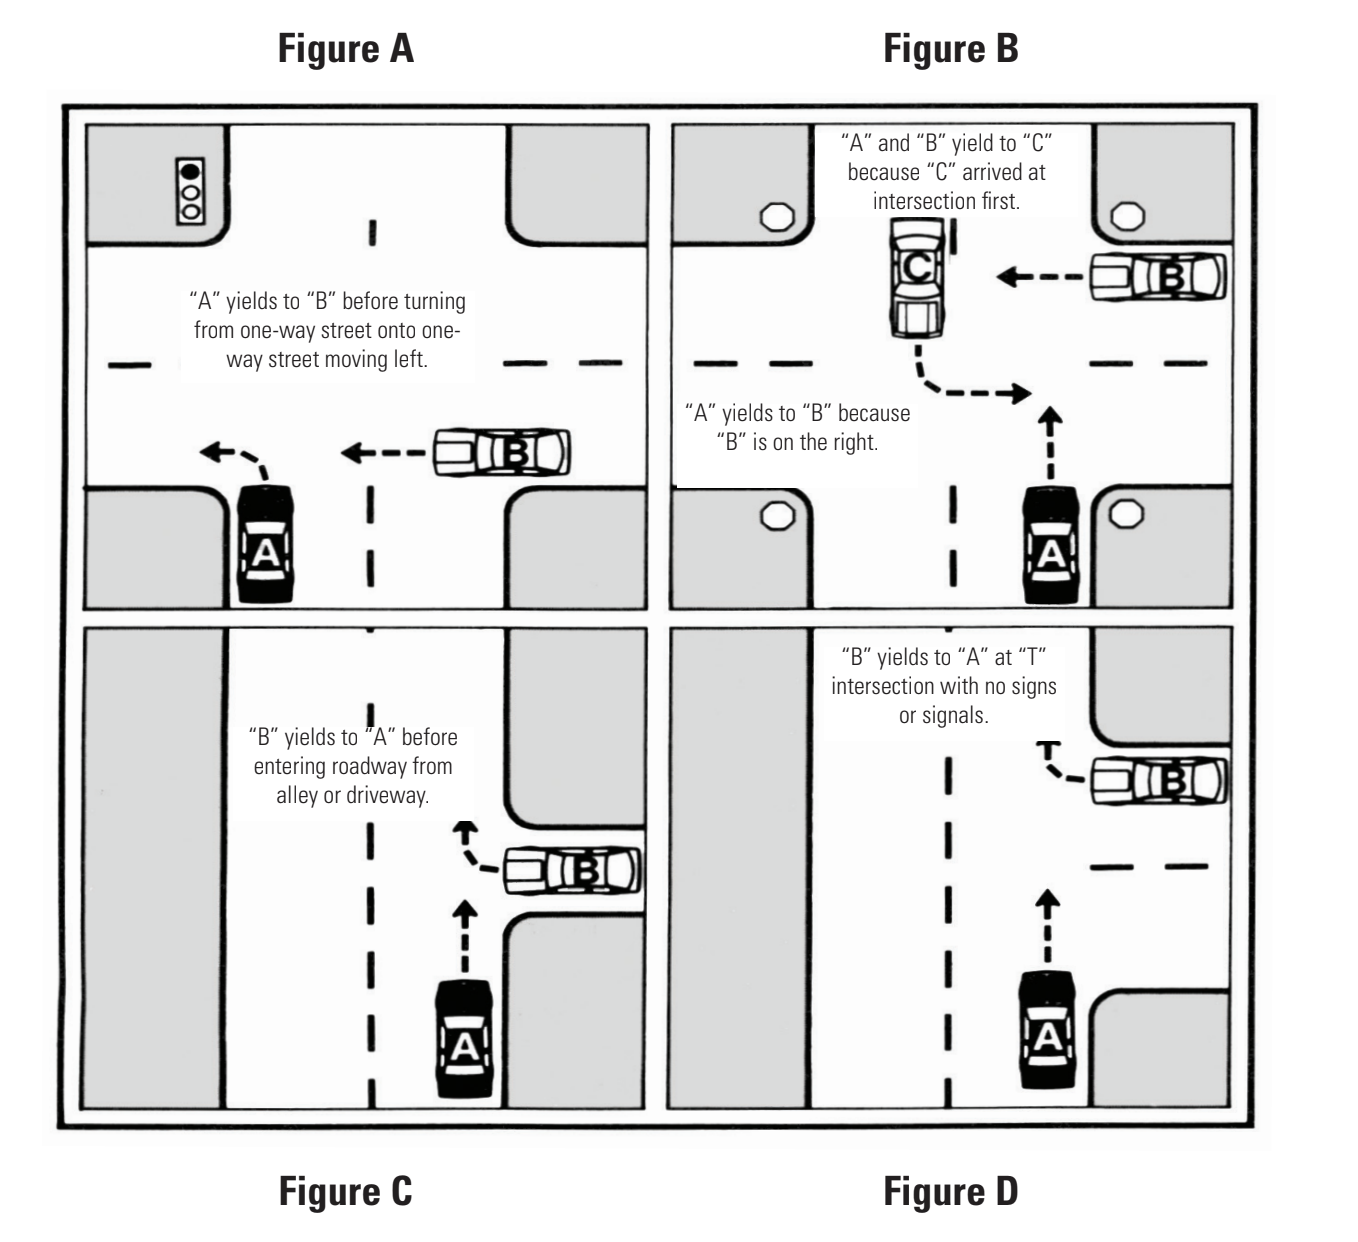 Figure A
Figure B
“A” yields to “B” before turning
from one-way street onto one-
way street moving left.
B
A
“A” and “B” yield to “C”
because “C” arrived at
intersection first.
C
B
“A” yields to “B” because
“B” is on the right.
A
“B” yields to “A” before
entering roadway from
alley or driveway.
B
A
“B” yields to “A” at “T”
intersection with no signs
or signals.
B
A
Figure C
Figure D